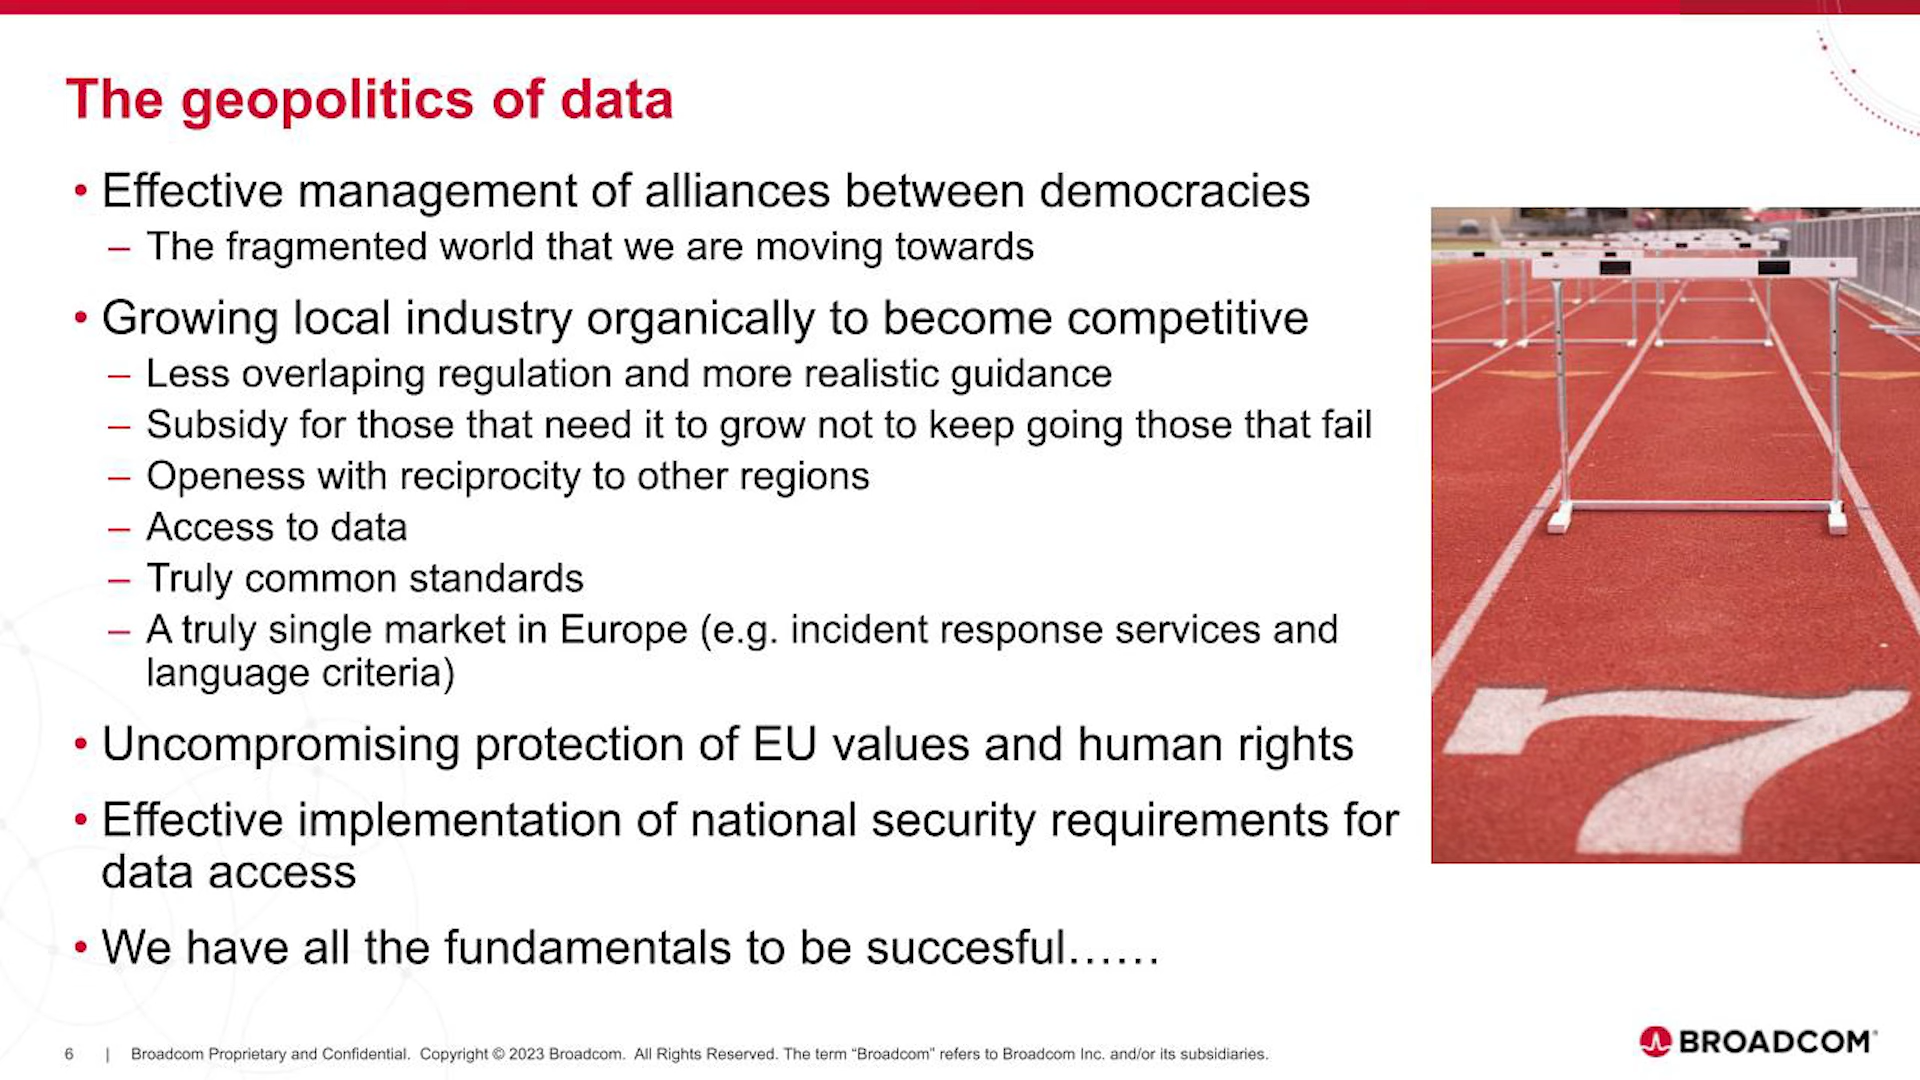 The geopolitics of data
• Effective management of alliances between democracies
– The fragmented world that we are moving towards
• Growing local industry organically to become competitive
– Less overlaping regulation and more realistic guidance
– Subsidy for those that need it to grow not to keep going those that fail
– Openess with reciprocity to other regions
– Access to data
– Truly common standards
– A truly single market in Europe (e.g. incident response services and
language criteria)
• Uncompromising protection of EU values and human rights
• Effective implementation of national security requirements for
data access
• We have all the fundamentals to be succesful……
7
6 | Broadcom Proprietary and Confidential. Copyright © 2023 Broadcom. All Rights Reserved. The term “Broadcom” refers to Broadcom Inc. and/or its subsidiaries.
BROADCOM